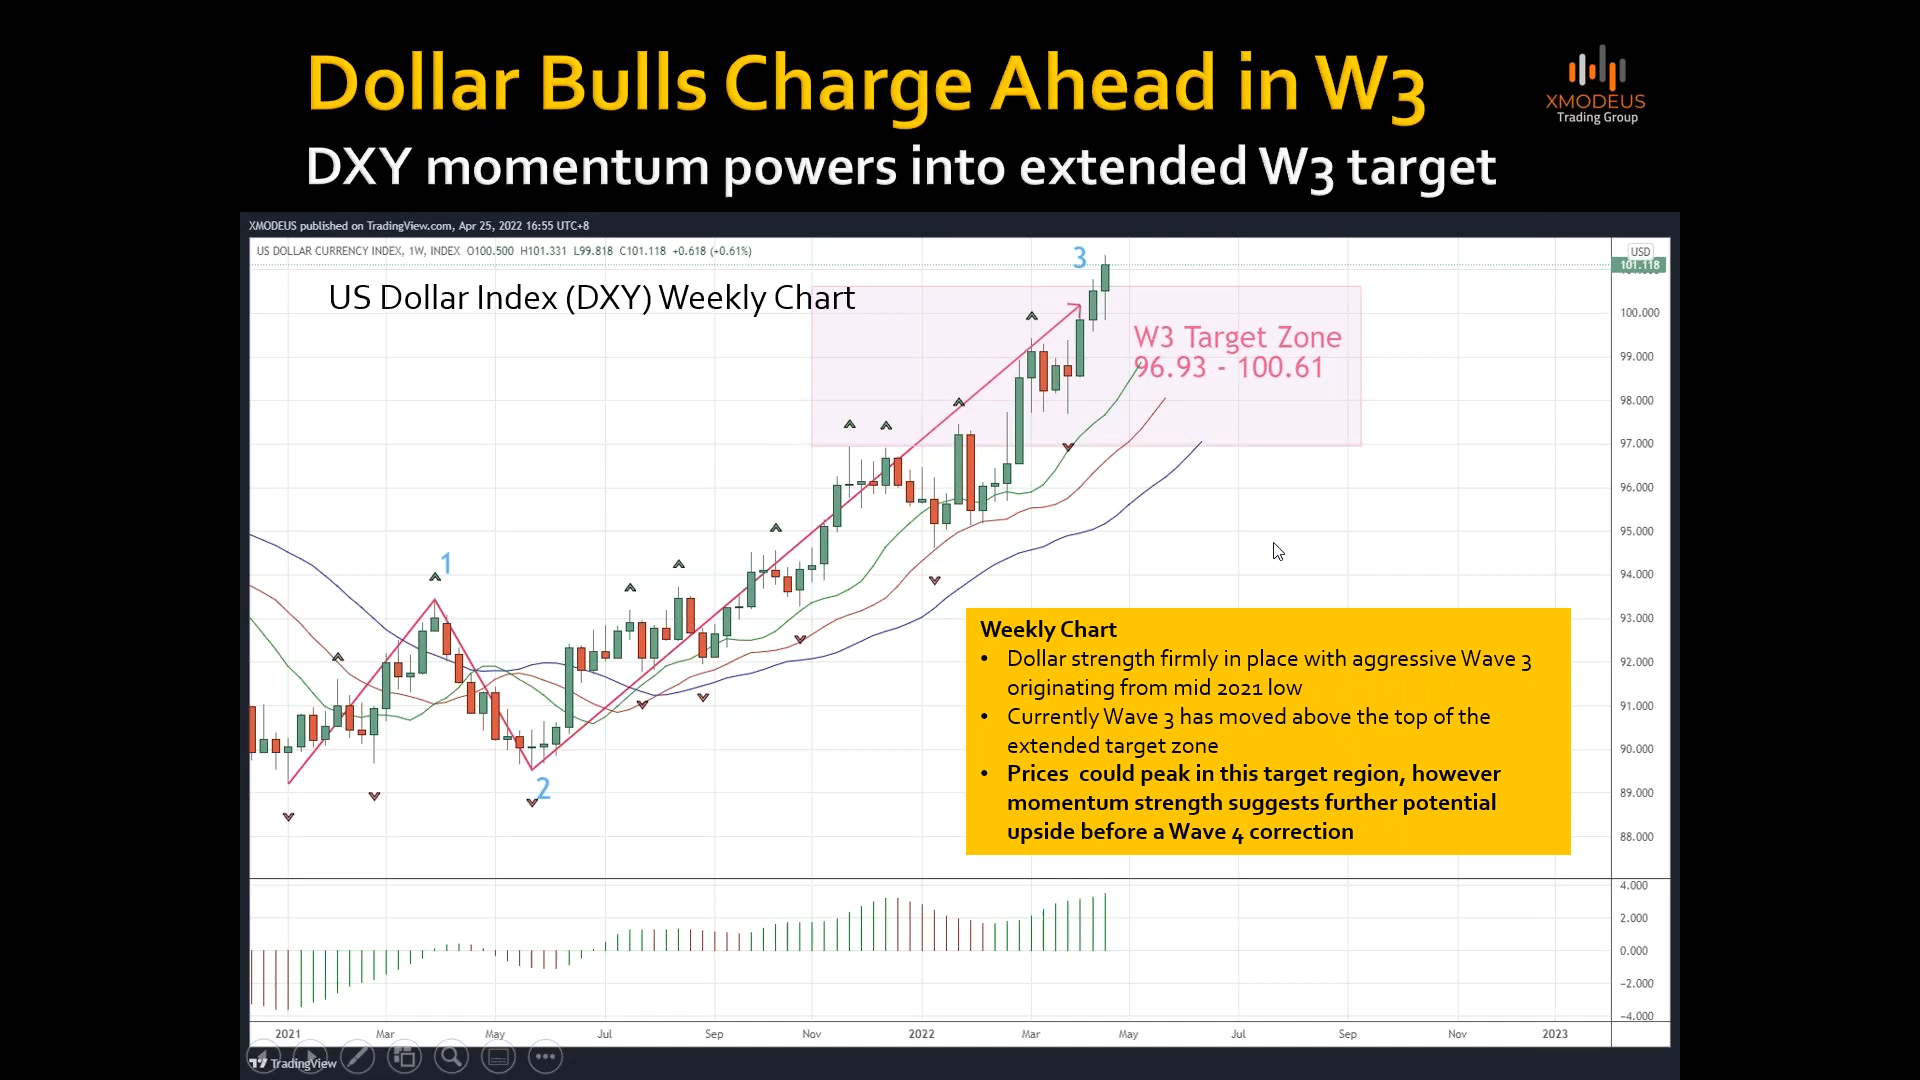 Dollar Bulls Charge Ahead in W3
XMODEUS
Trading Group
DXY momentum powers into extended W3 target
XMODEUS published on TradingView.com, Apr 25, 2022 16:55 UTC+8
US DOLLAR CURRENCY INDEX, 1W, INDEX O100.500 H101.331 L99.818 C101.118 +0.618 (+0.61%)
USD
101.118
US Dollar Index (DXY) Weekly Chart
3
W3 Target Zone
96.93 - 100.61
1
2
100.000
99.000
98.000
97.000
96.000
95.000
94.000
93.000
92.000
91.000
90.000
89.000
88.000
Weekly Chart
• Dollar strength firmly in place with aggressive Wave 3
originating from mid 2021 low
• Currently Wave 3 has moved above the top of the
extended target zone
• Prices could peak in this target region, however
momentum strength suggests further potential
upside before a Wave 4 correction
4.000
2.000
0.000
−2.000
−4.000
2021 Mar May Jul Sep Nov 2022 Mar May Jul Sep Nov 2023
TradingView